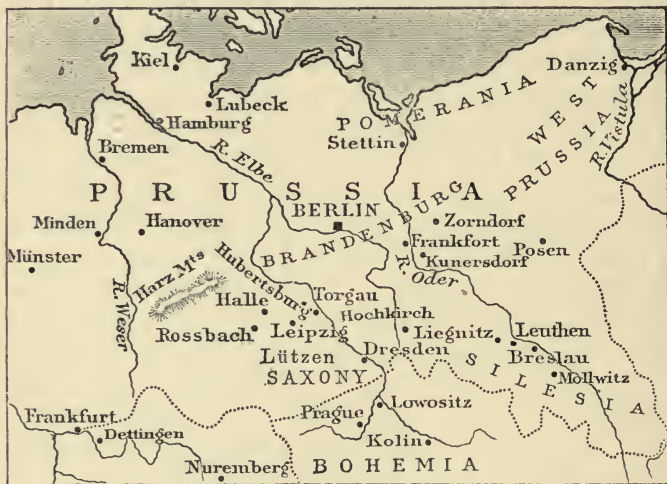 Kiel
Danzig
Lubeck
Hamburg
POMERANIA
WEST PRUSSIA
R. Vistula
Stettin
Bremen
R. Elbe
PRUSSIA
BERLIN
BRANDENBURG
Zorndorf
Minden
Hanover
Frankfort
Posen
Kunersdorf
Münster
R. Oder
Harz Mts
Hubertsburg
R. Weser
Halle
Torgau
Hochkirch
Rossbach
Leipzig
Liegnitz
Leuthen
Lützen
Dresden
Breslau
SAXONY
SILESIA
Mollwitz
Frankfurt
Dettingen
Prague
Lowositz
Kolin
Nuremberg
BOHEMIA